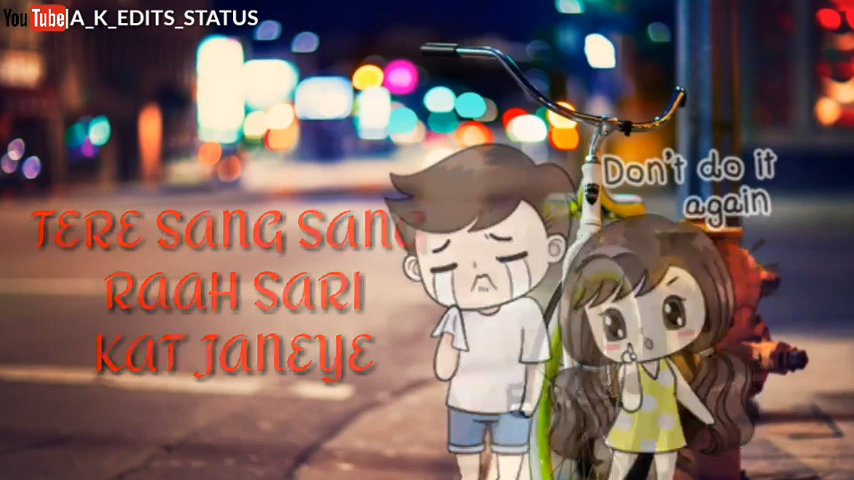 YouTube A_K_EDITS_STATUS
Don't do it
again
TERE SANG SANG
RAAH SARI
KAT JANEYE